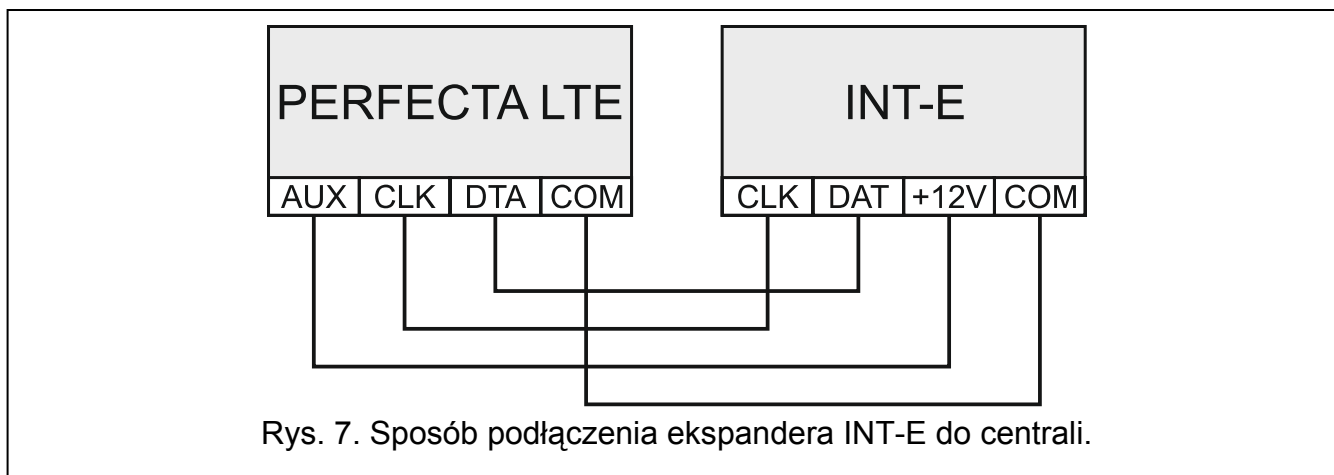 PERFECTA LTE INT-E
AUX CLK DTA COM CLK DAT +12V COM
Rys. 7. Sposób podłączenia ekspandera INT-E do centrali.